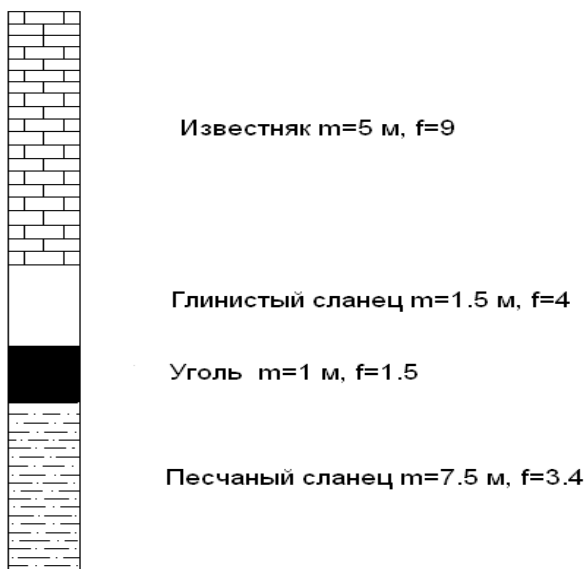 Известняк m=5 м, f=9
Глинистый сланец m=1.5 м, f=4
Уголь m=1 м, f=1.5
Песчаный сланец m=7.5 м, f=3.4